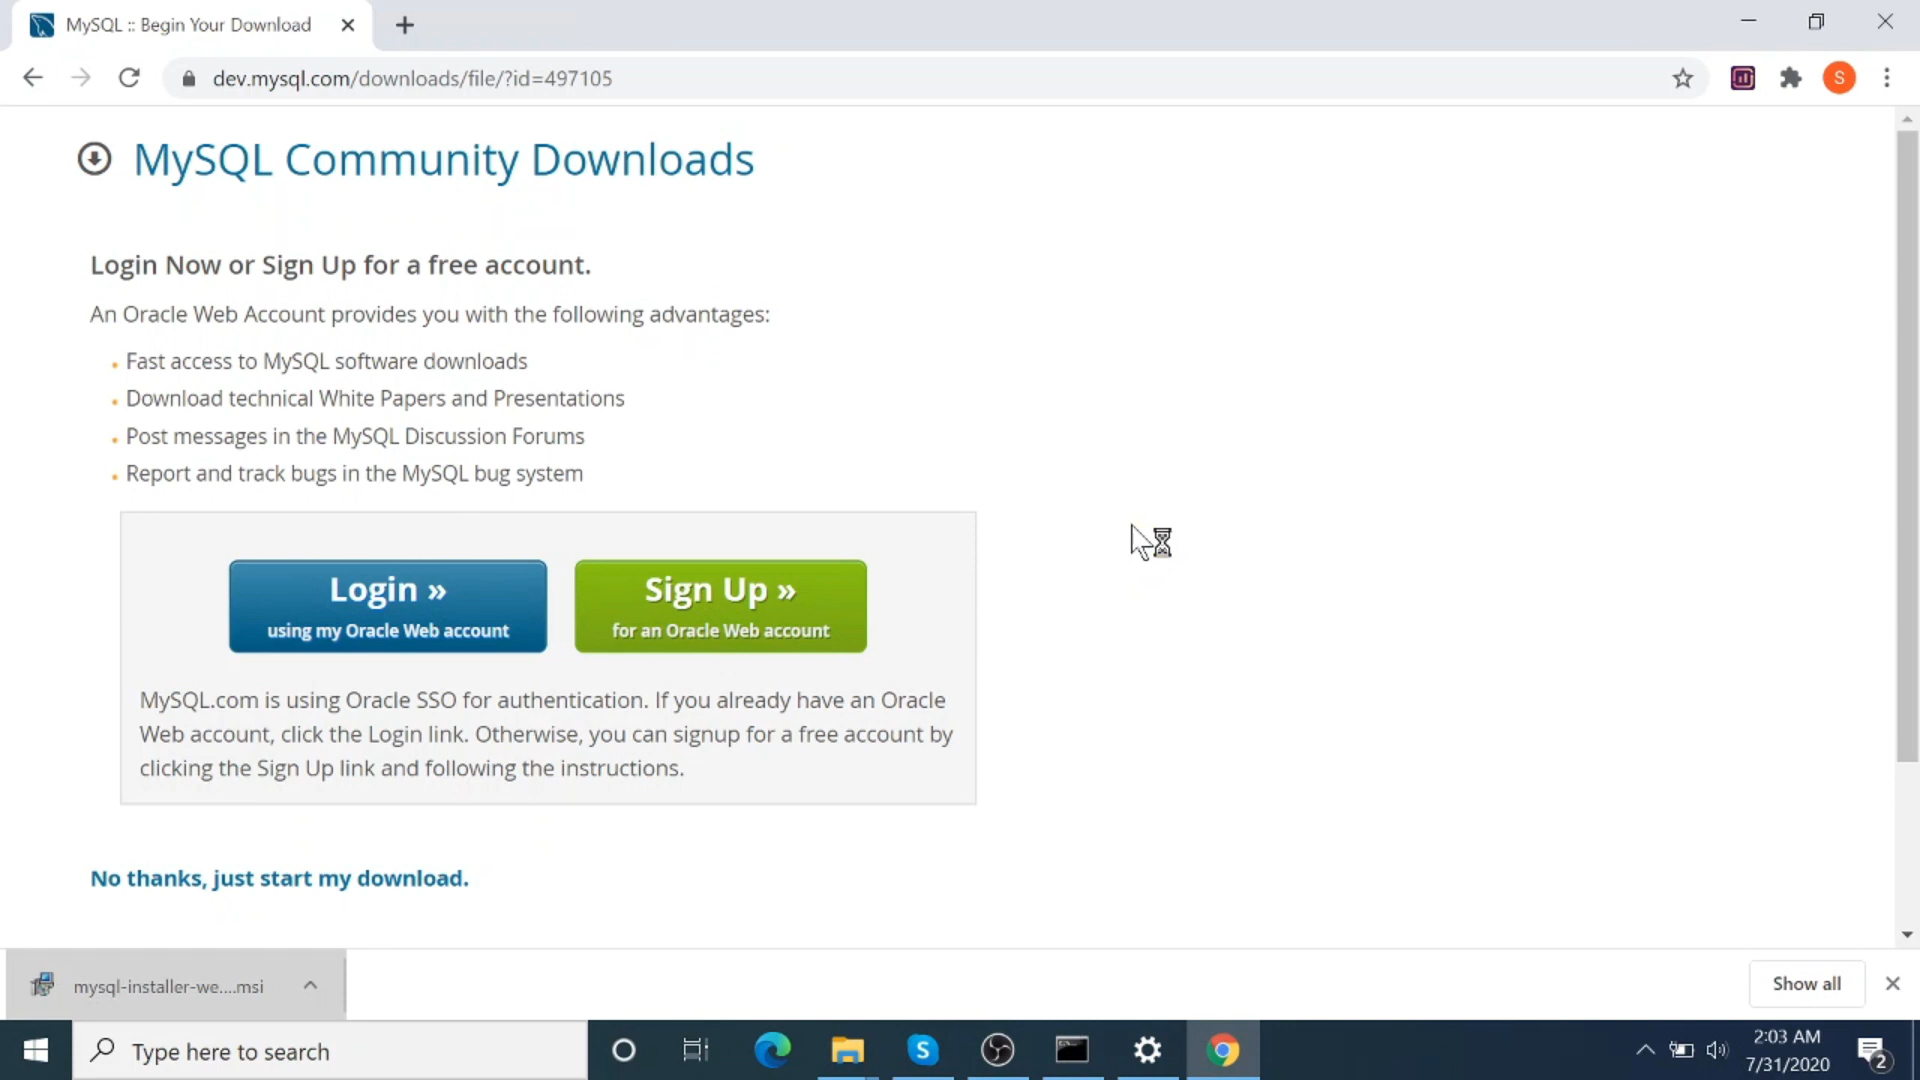 MySQL :: Begin Your Download
dev.mysql.com/downloads/file/?id=497105
S
MySQL Community Downloads
Login Now or Sign Up for a free account.
An Oracle Web Account provides you with the following advantages:
Fast access to MySQL software downloads
Download technical White Papers and Presentations
Post messages in the MySQL Discussion Forums
Report and track bugs in the MySQL bug system
Login »
using my Oracle Web account
Sign Up »
for an Oracle Web account
MySQL.com is using Oracle SSO for authentication. If you already have an Oracle
Web account, click the Login link. Otherwise, you can signup for a free account by
clicking the Sign Up link and following the instructions.
No thanks, just start my download.
mysql-installer-we....msi
Show all
Type here to search
S
2:03 AM
7/31/2020
2